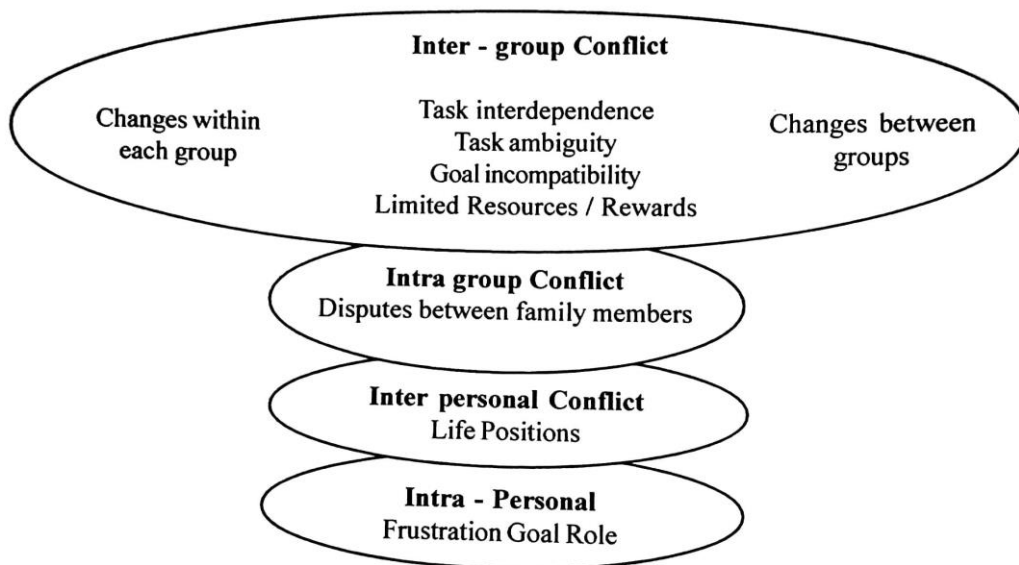 Inter - group Conflict
Changes within
each group
Task interdependence
Task ambiguity
Goal incompatibility
Limited Resources / Rewards
Changes between
groups
Intra group Conflict
Disputes between family members
Inter personal Conflict
Life Positions
Intra - Personal
Frustration Goal Role